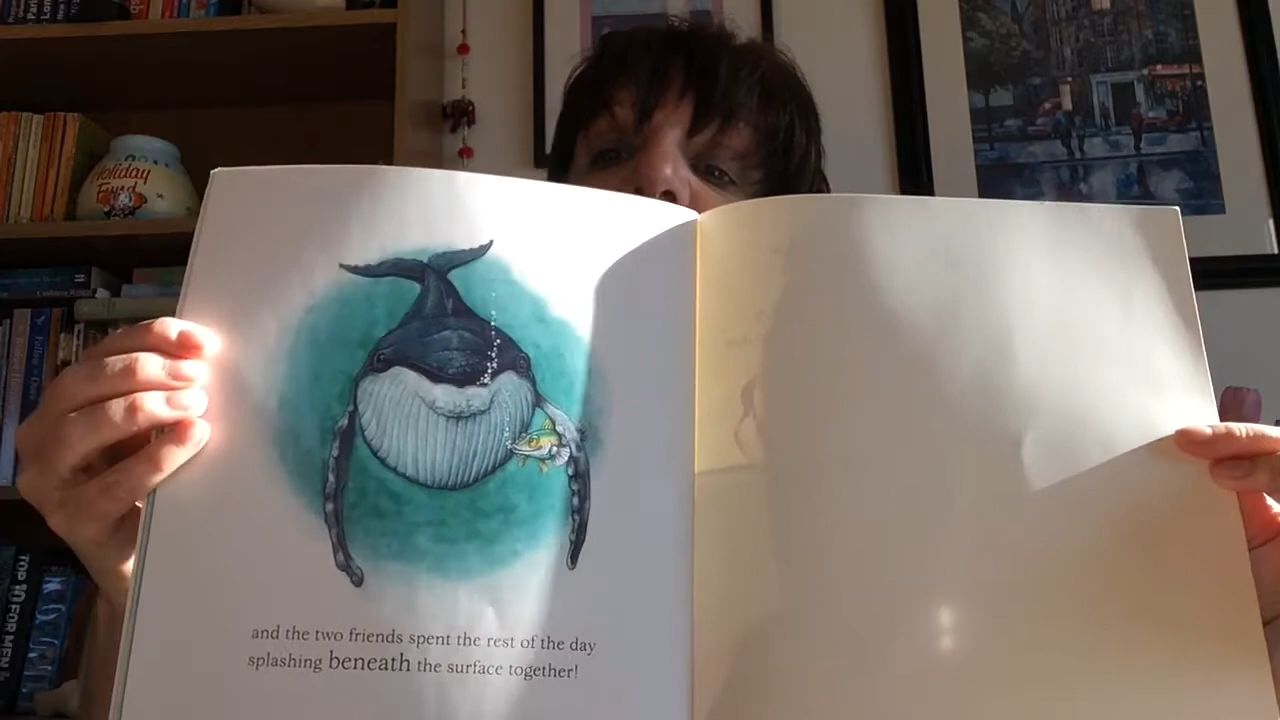 Holiday
Fund
TOP 10 FOR MEN
and the two friends spent the rest of the day
splashing beneath the surface together!